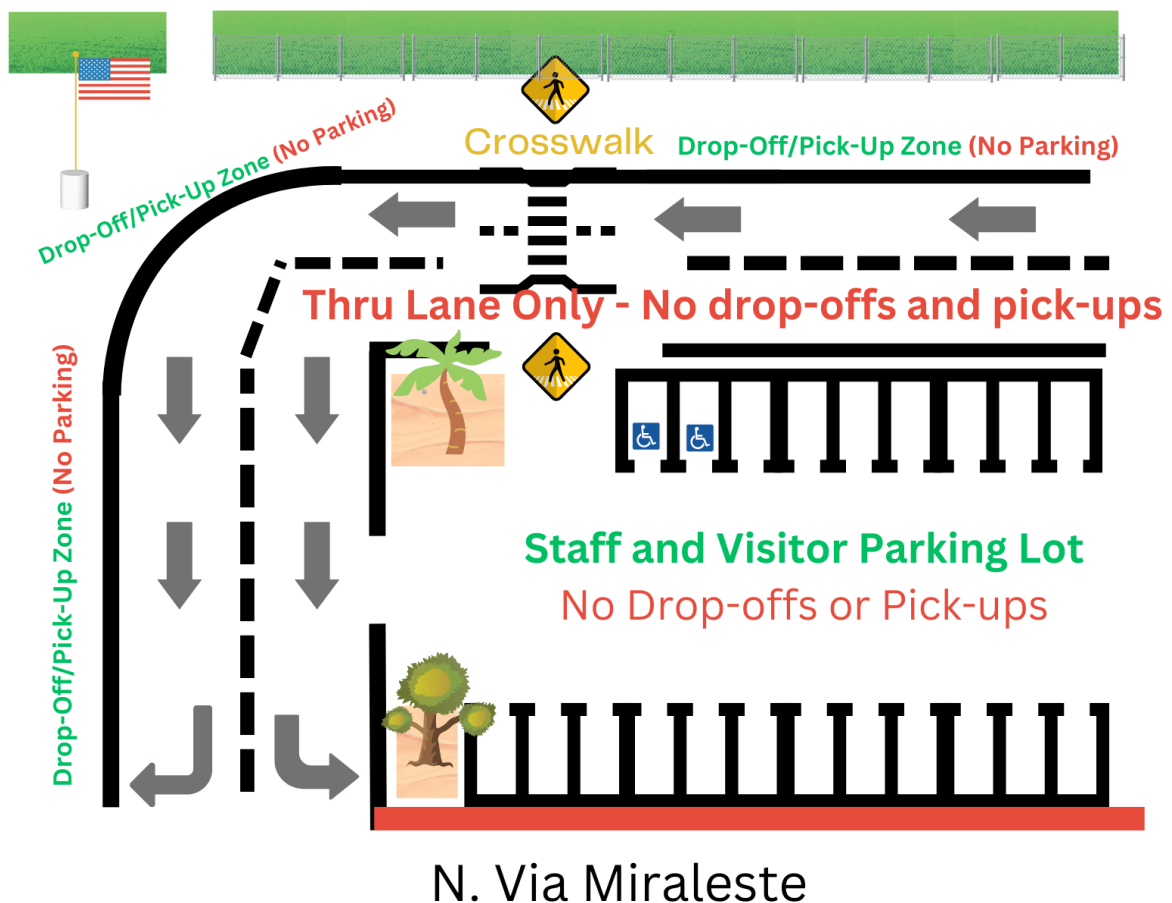 Drop-Off/Pick-Up Zone (No Parking)
Crosswalk
Drop-Off/Pick-Up Zone (No Parking)
Thru Lane Only - No drop-offs and pick-ups
Drop-Off/Pick-Up Zone (No Parking)
Staff and Visitor Parking Lot
No Drop-offs or Pick-ups
N. Via Miraleste